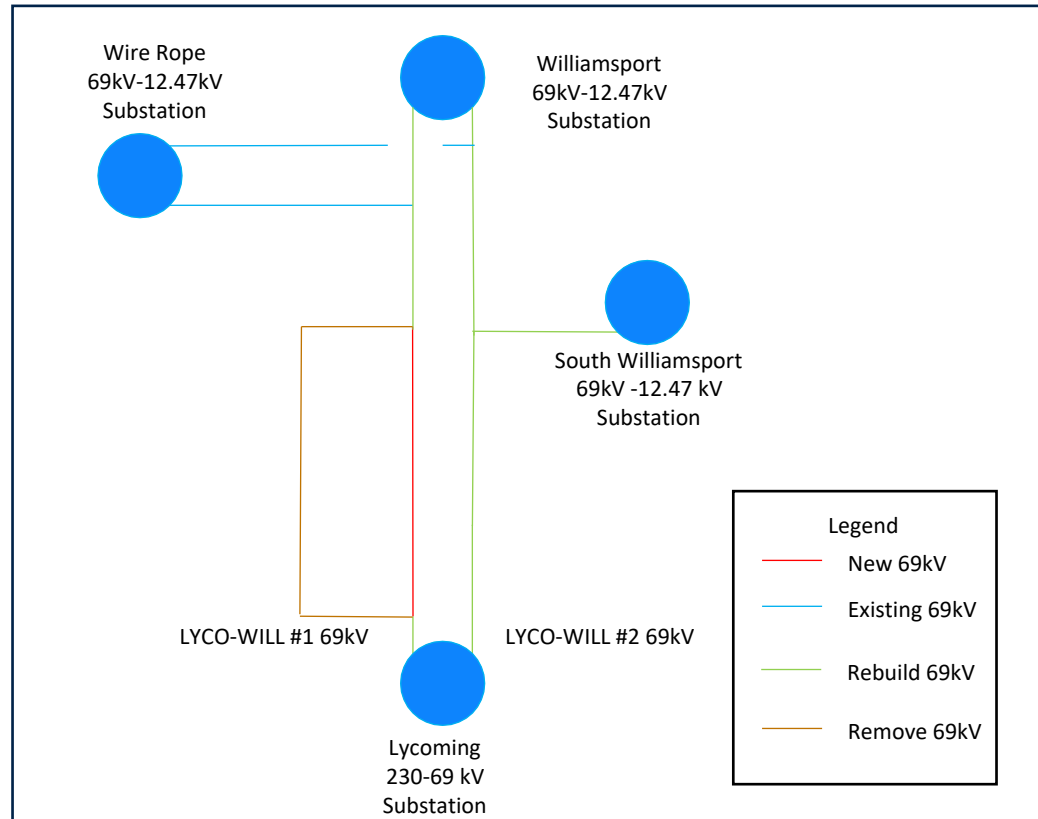 Wire Rope
69kV-12.47kV
Substation
Williamsport
69kV-12.47kV
Substation
South Williamsport
69kV -12.47 kV
Substation
LYCO-WILL #1 69kV
LYCO-WILL #2 69kV
Lycoming
230-69 kV
Substation
Legend
New 69kV
Existing 69kV
Rebuild 69kV
Remove 69kV